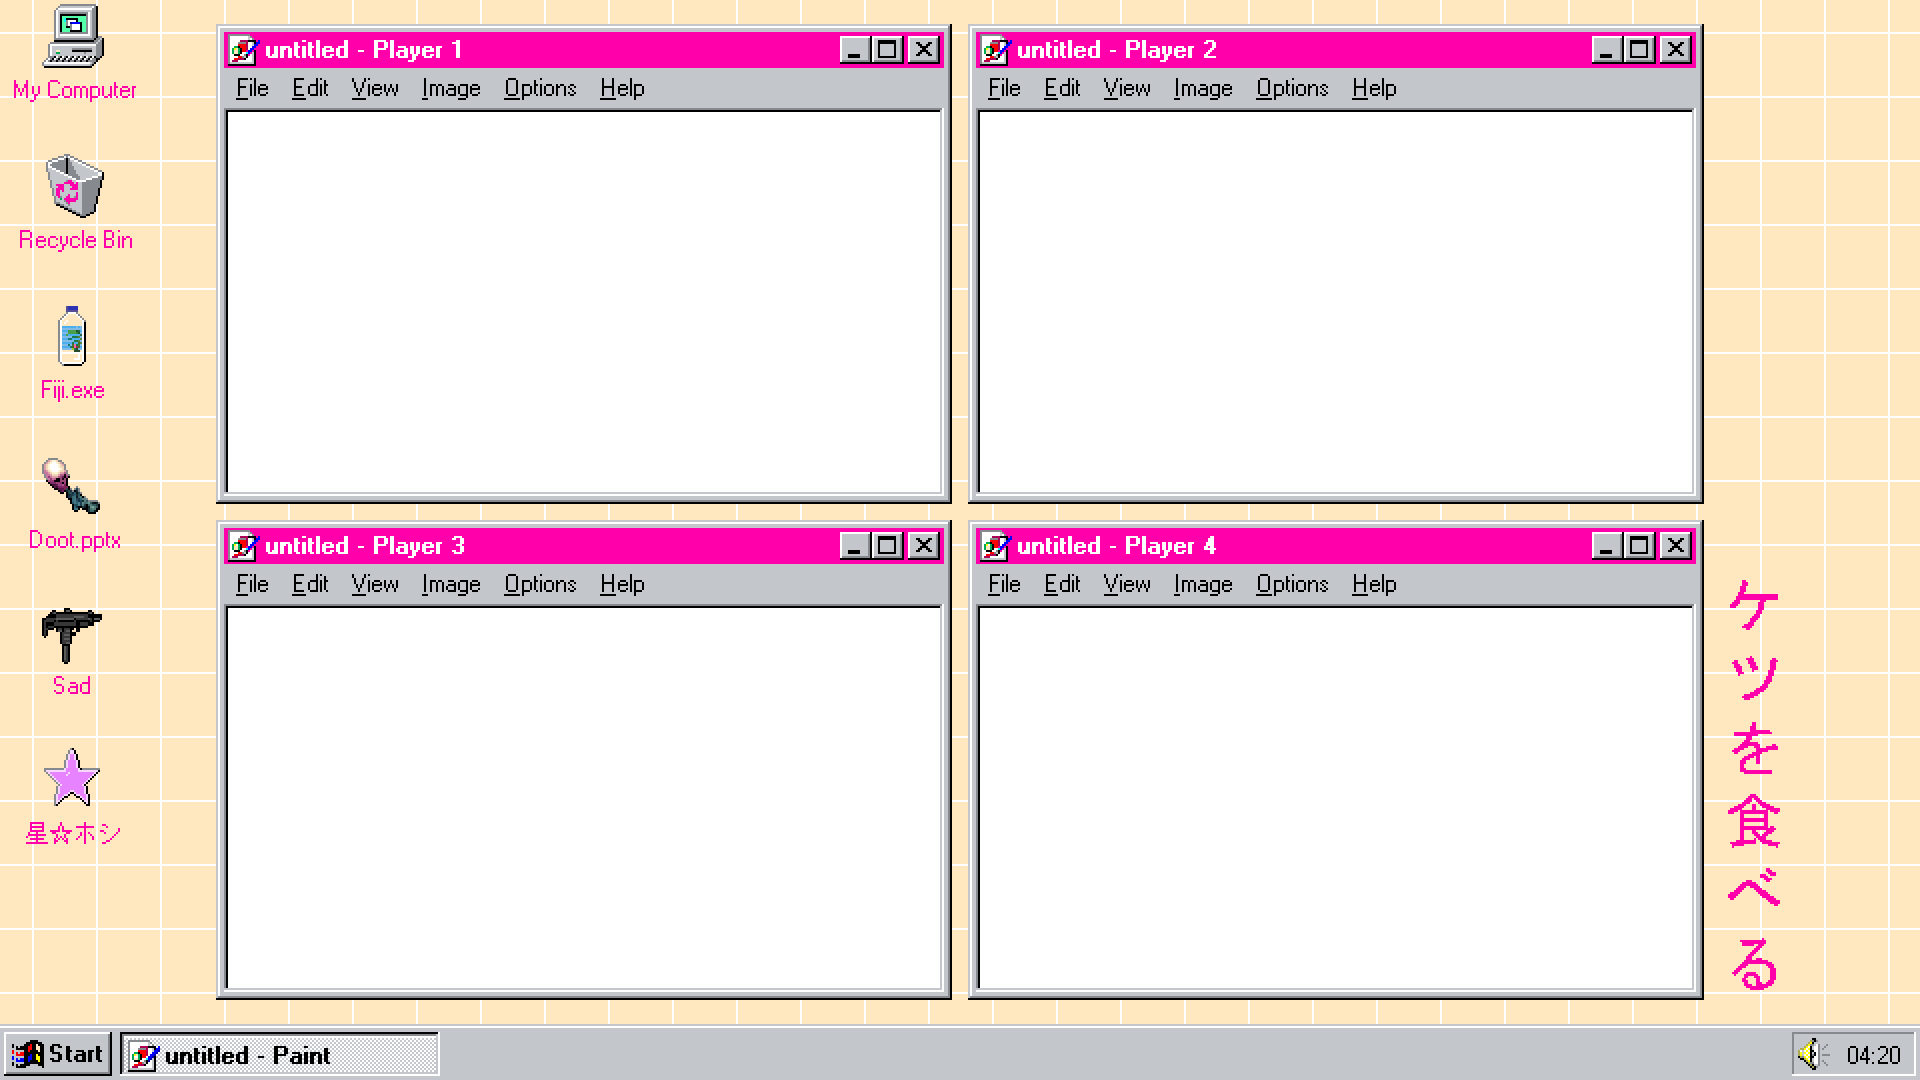 My Computer
Recycle Bin
Fiji.exe
Doot.pptx
Sad
星☆ホシ
untitled - Player 1
File Edit View Image Options Help
untitled - Player 2
File Edit View Image Options Help
untitled - Player 3
File Edit View Image Options Help
untitled - Player 4
File Edit View Image Options Help
ケツを食べる
Start
untitled - Paint
04:20